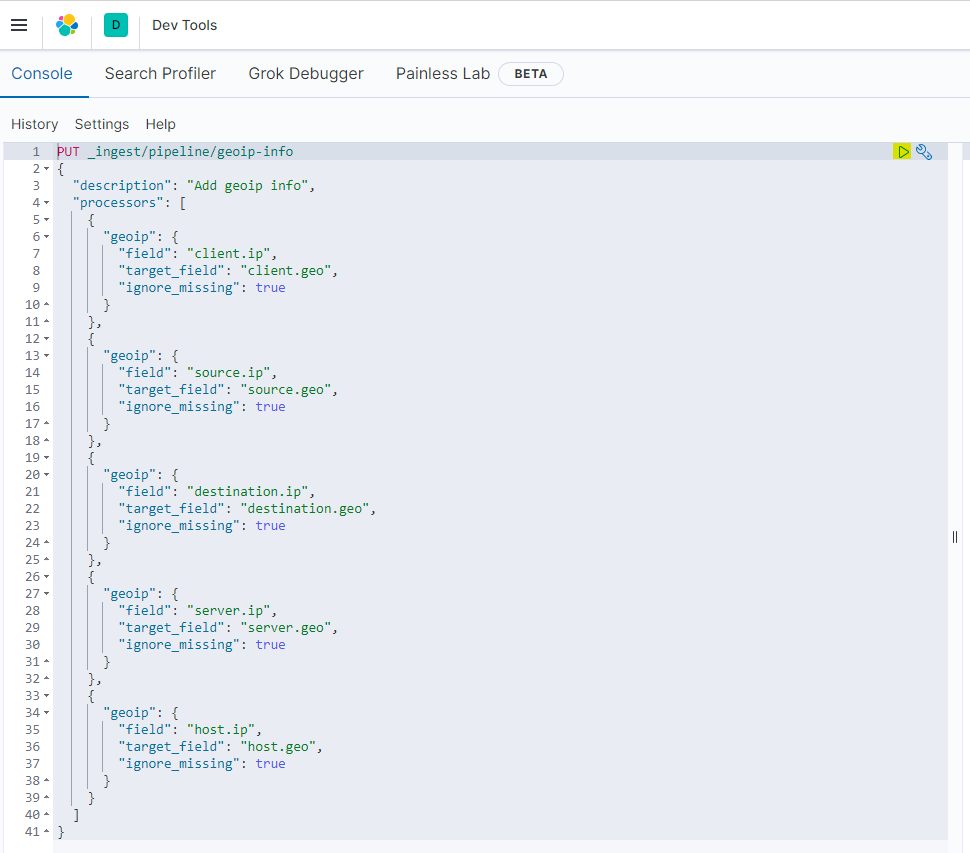 D Dev Tools
Console Search Profiler Grok Debugger Painless Lab BETA
History Settings Help
1 PUT _ingest/pipeline/geoip-info
2 {
3 "description": "Add geoip info",
4 "processors": [
5 {
6 "geoip": {
7 "field": "client.ip",
8 "target_field": "client.geo",
9 "ignore_missing": true
10 }
11 },
12 {
13 "geoip": {
14 "field": "source.ip",
15 "target_field": "source.geo",
16 "ignore_missing": true
17 }
18 },
19 {
20 "geoip": {
21 "field": "destination.ip",
22 "target_field": "destination.geo",
23 "ignore_missing": true
24 }
25 },
26 {
27 "geoip": {
28 "field": "server.ip",
29 "target_field": "server.geo",
30 "ignore_missing": true
31 }
32 },
33 {
34 "geoip": {
35 "field": "host.ip",
36 "target_field": "host.geo",
37 "ignore_missing": true
38 }
39 }
40 ]
41 }